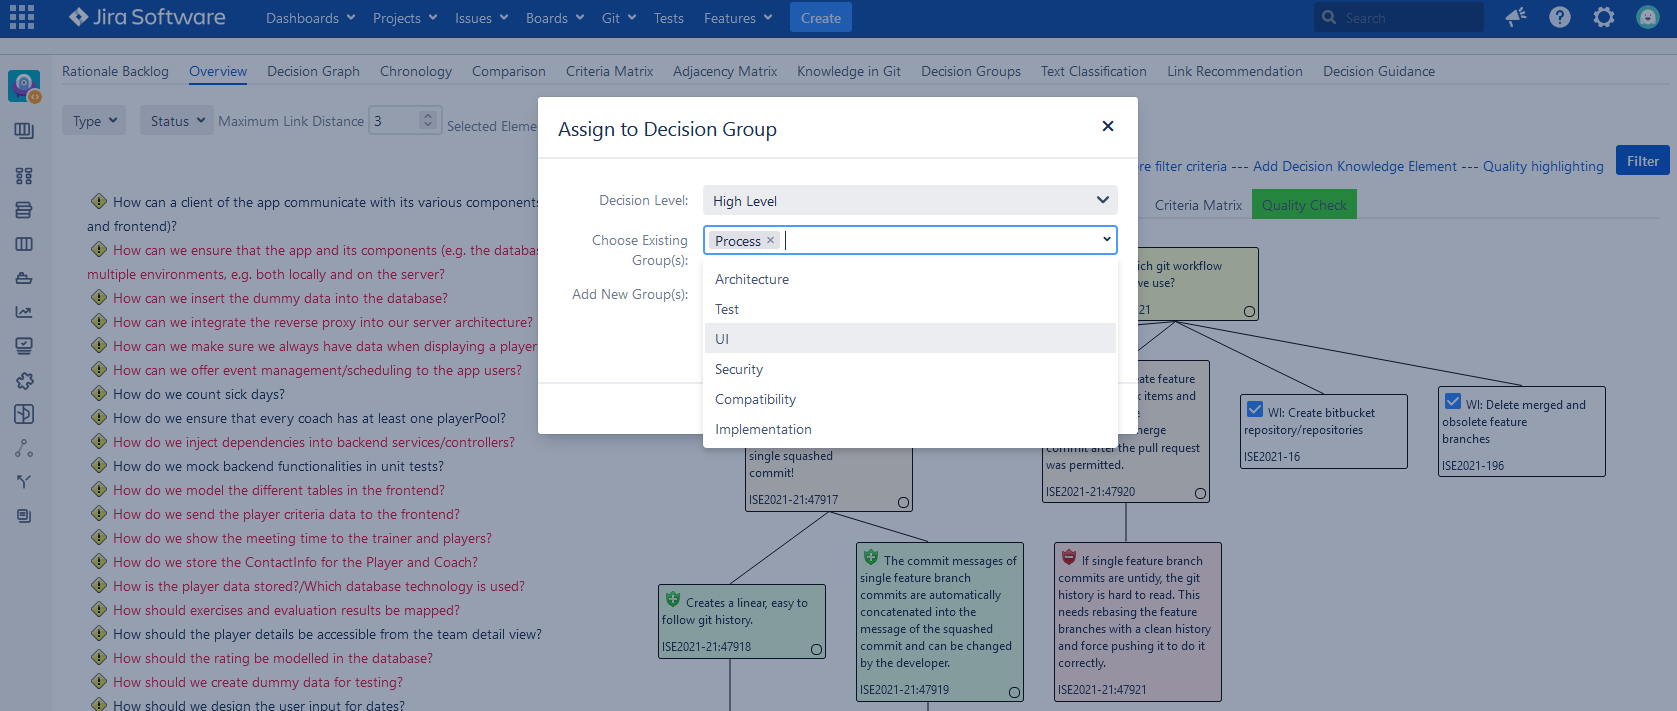 Jira Software Dashboards Projects Issues Boards Git Tests Features Create Search
Rationale Backlog Overview Decision Graph Chronology Comparison Criteria Matrix Adjacency Matrix Knowledge in Git Decision Groups Text Classification Link Recommendation Decision Guidance
Type Status Maximum Link Distance 3 Selected Eleme
re filter criteria --- Add Decision Knowledge Element --- Quality highlighting Filter
Criteria Matrix Quality Check
Assign to Decision Group
Decision Level: High Level
Choose Existing
Group(s):
Process
Add New Group(s):
Architecture
Test
UI
Security
Compatibility
Implementation
How can a client of the app communicate with its various components
and frontend)?
How can we ensure that the app and its components (e.g. the databas
multiple environments, e.g. both locally and on the server?
How can we insert the dummy data into the database?
How can we integrate the reverse proxy into our server architecture?
How can we make sure we always have data when displaying a player
How can we offer event management/scheduling to the app users?
How do we count sick days?
How do we ensure that every coach has at least one playerPool?
How do we inject dependencies into backend services/controllers?
How do we mock backend functionalities in unit tests?
How do we model the different tables in the frontend?
How do we send the player criteria data to the frontend?
How do we show the meeting time to the trainer and players?
How do we store the ContactInfo for the Player and Coach?
How is the player data stored?/Which database technology is used?
How should exercises and evaluation results be mapped?
How should the player details be accessible from the team detail view?
How should the rating be modelled in the database?
How should we create dummy data for testing?
How should we design the user input for dates?
ich git workflow
we use?
21
single squashed
commit!
ISE2021-21:47917
ate feature
k items and
e
merge
commit after the pull request
was permitted.
ISE2021-21:47920
WI: Create bitbucket
repository/repositories
ISE2021-16
WI: Delete merged and
obsolete feature
branches
ISE2021-196
Creates a linear, easy to
follow git history.
ISE2021-21:47918
The commit messages of
single feature branch
commits are automatically
concatenated into the
message of the squashed
commit and can be changed
by the developer.
ISE2021-21:47919
If single feature branch
commits are untidy, the git
history is hard to read. This
needs rebasing the feature
branches with a clean history
and force pushing it to do it
correctly.
ISE2021-21:47921